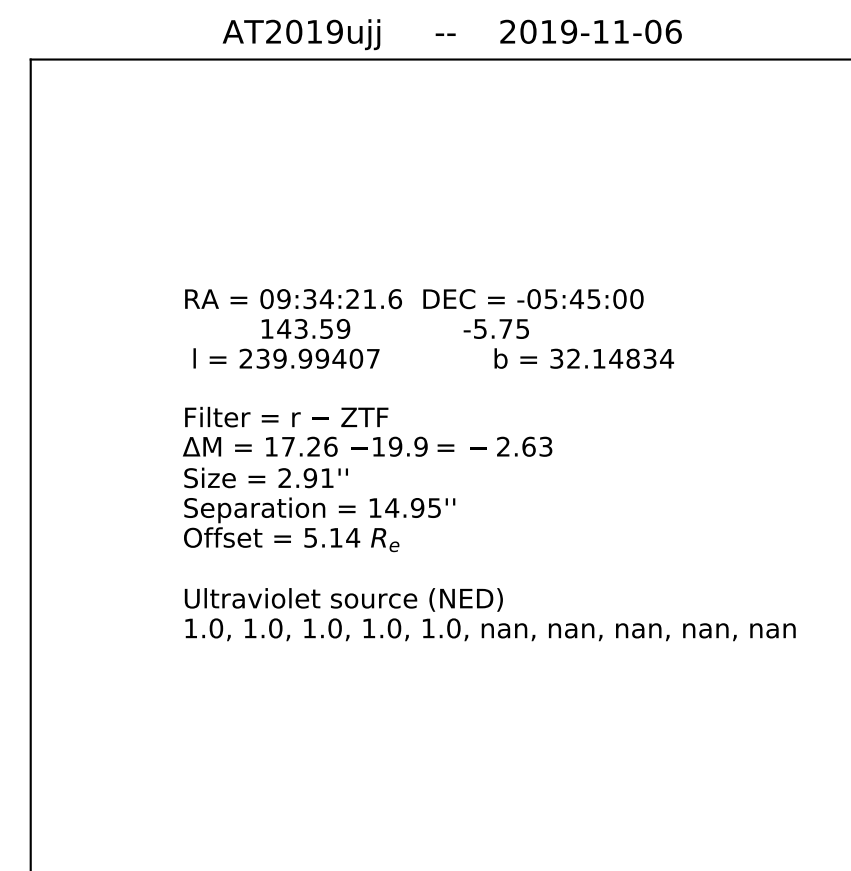 AT2019ujj -- 2019-11-06
RA = 09:34:21.6 DEC = -05:45:00
143.59 -5.75
l = 239.99407 b = 32.14834
Filter = r − ZTF
ΔM = 17.26 −19.9 = − 2.63
Size = 2.91''
Separation = 14.95''
Offset = 5.14 Rₑ
Ultraviolet source (NED)
1.0, 1.0, 1.0, 1.0, 1.0, nan, nan, nan, nan, nan